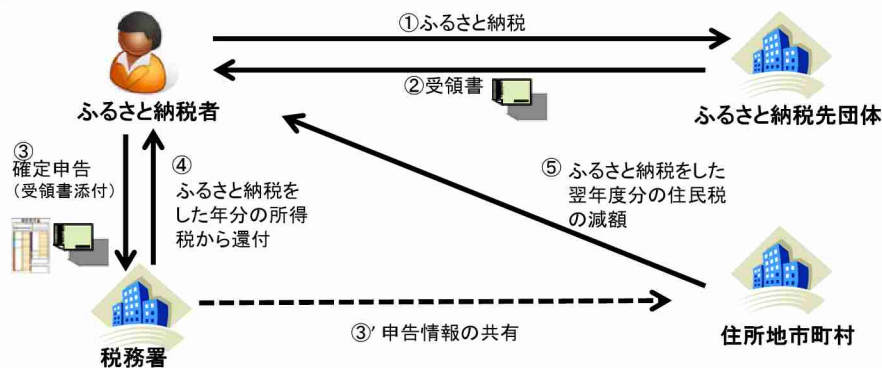 ①ふるさと納税
②受領書
ふるさと納税者
ふるさと納税先団体
③
確定申告
（受領書添付）
④
ふるさと納税を
した年分の所得
税から還付
⑤ ふるさと納税をした
翌年度分の住民税
の減額
③’申告情報の共有
税務署
住所地市町村